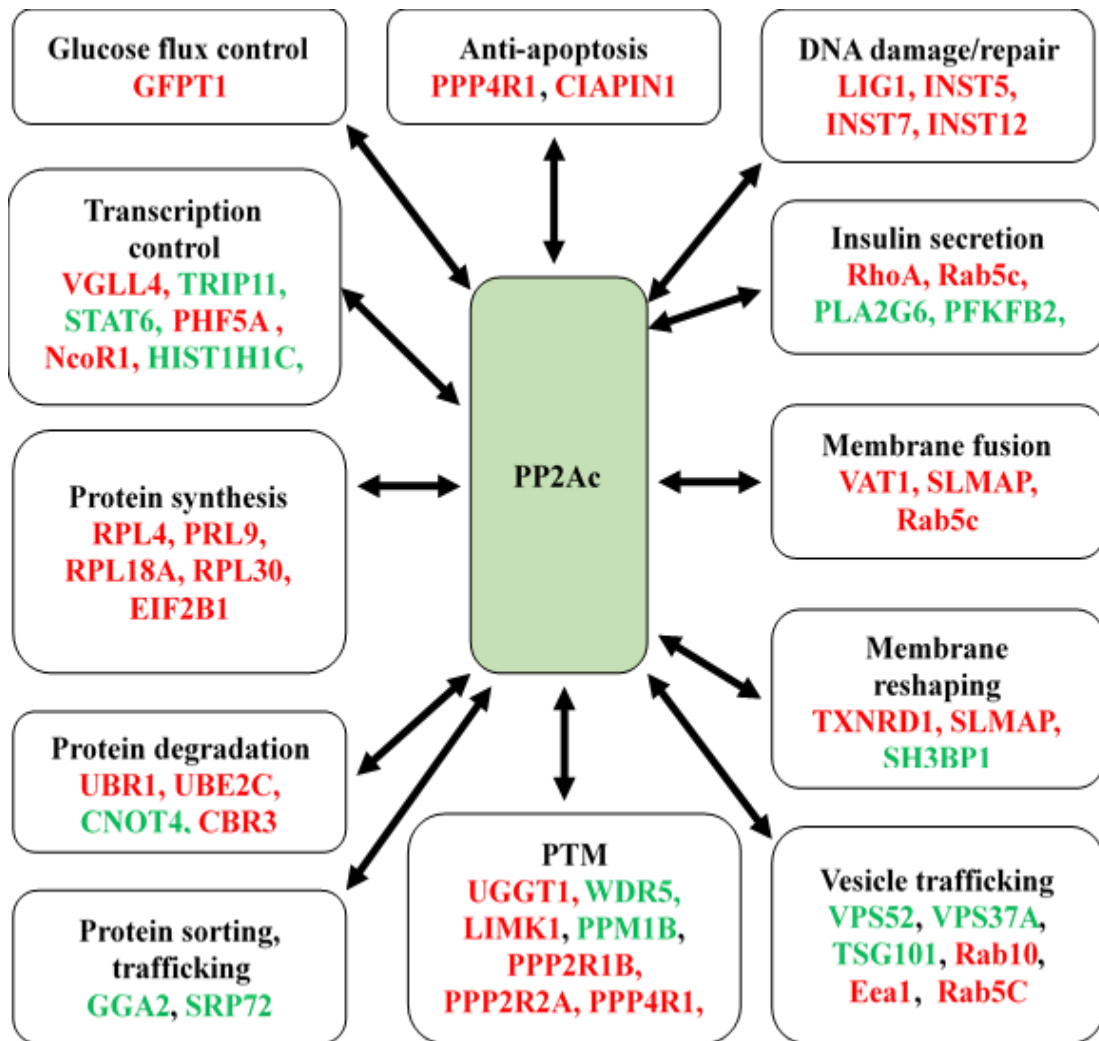 Glucose flux control
GFPT1
Anti-apoptosis
PPP4R1, CIAPIN1
DNA damage/repair
LIG1, INST5,
INST7, INST12
Transcription
control
VGLL4, TRIP11,
STAT6, PHF5A ,
NcoR1, HIST1H1C,
Insulin secretion
RhoA, Rab5c,
PLA2G6, PFKFB2,
PP2Ac
Protein synthesis
RPL4, PRL9,
RPL18A, RPL30,
EIF2B1
Membrane fusion
VAT1, SLMAP,
Rab5c
Membrane
reshaping
TXNRD1, SLMAP,
SH3BP1
Protein degradation
UBR1, UBE2C,
CNOT4, CBR3
PTM
UGGT1, WDR5,
LIMK1, PPM1B,
PPP2R1B,
PPP2R2A, PPP4R1,
Vesicle trafficking
VPS52, VPS37A,
TSG101, Rab10,
Eea1, Rab5C
Protein sorting,
trafficking
GGA2, SRP72